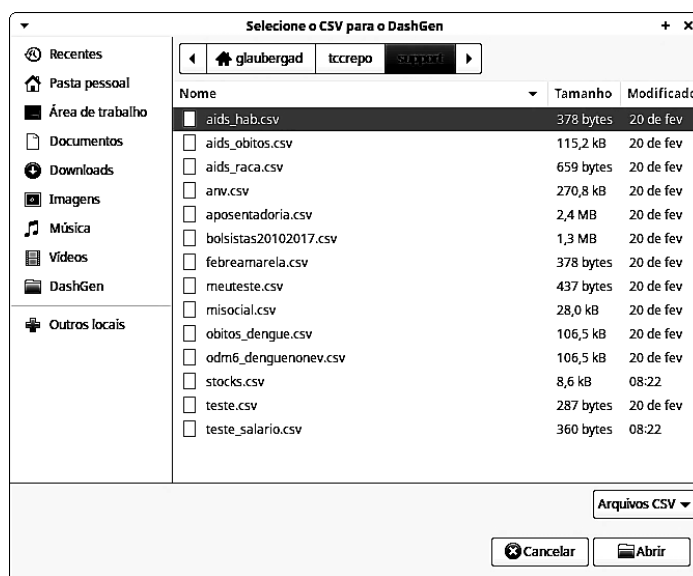 Selecione o CSV para o DashGen
Recentes
Pasta pessoal
Área de trabalho
Documentos
Downloads
Imagens
Música
Vídeos
DashGen
Outros locais
glaubergad tccrepo support
Nome Tamanho Modificado
aids_hab.csv 378 bytes 20 de fev
aids_obitos.csv 115,2 kB 20 de fev
aids_raca.csv 659 bytes 20 de fev
anv.csv 270,8 kB 20 de fev
aposentadoria.csv 2,4 MB 20 de fev
bolsistas20102017.csv 1,3 MB 20 de fev
febreamarela.csv 378 bytes 20 de fev
meuteste.csv 437 bytes 20 de fev
misocial.csv 28,0 kB 20 de fev
obitos_dengue.csv 106,5 kB 20 de fev
odm6_denguenonev.csv 106,5 kB 20 de fev
stocks.csv 8,6 kB 08:22
teste.csv 287 bytes 20 de fev
teste_salario.csv 360 bytes 08:22
Arquivos CSV
Cancelar Abrir